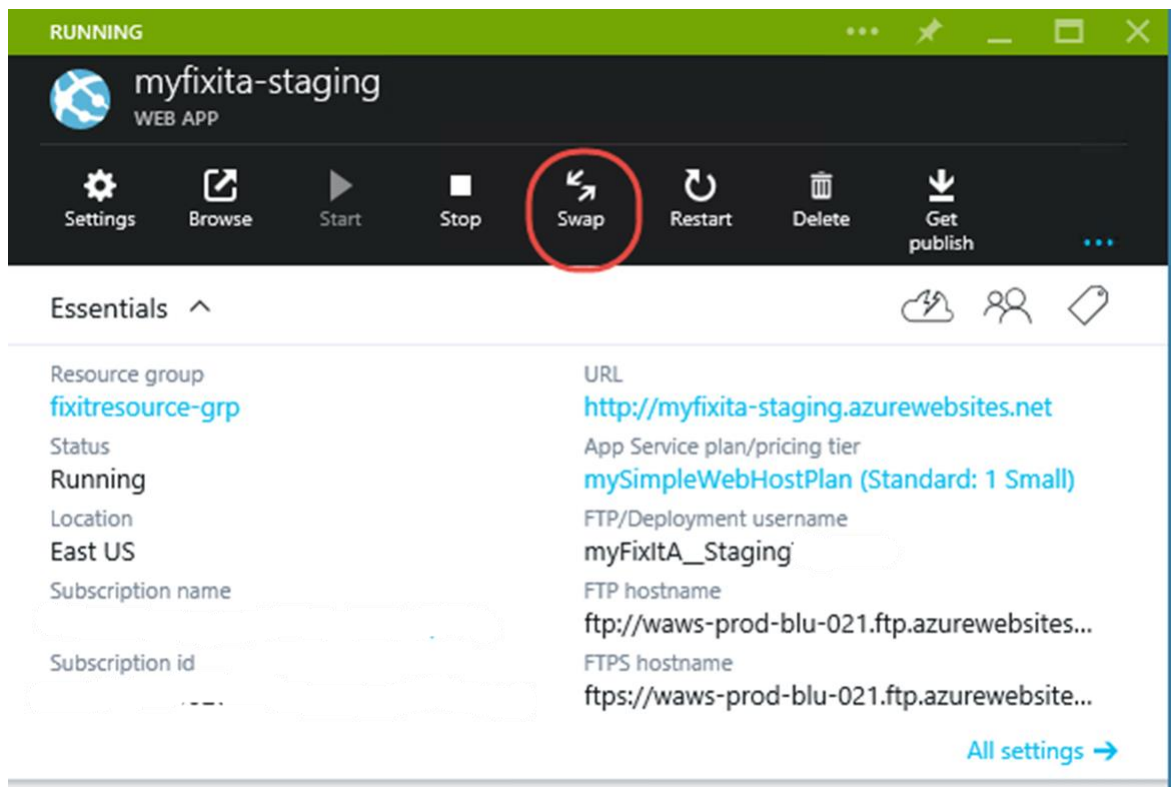 RUNNING
myfixita-staging
WEB APP
Settings Browse Start Stop Swap Restart Delete Get publish
Essentials
Resource group
fixitresource-grp
Status
Running
Location
East US
Subscription name
Subscription id
URL
http://myfixita-staging.azurewebsites.net
App Service plan/pricing tier
mySimpleWebHostPlan (Standard: 1 Small)
FTP/Deployment username
myFixItA__Staging
FTP hostname
ftp://waws-prod-blu-021.ftp.azurewebsites...
FTPS hostname
ftps://waws-prod-blu-021.ftp.azurewebsite...
All settings